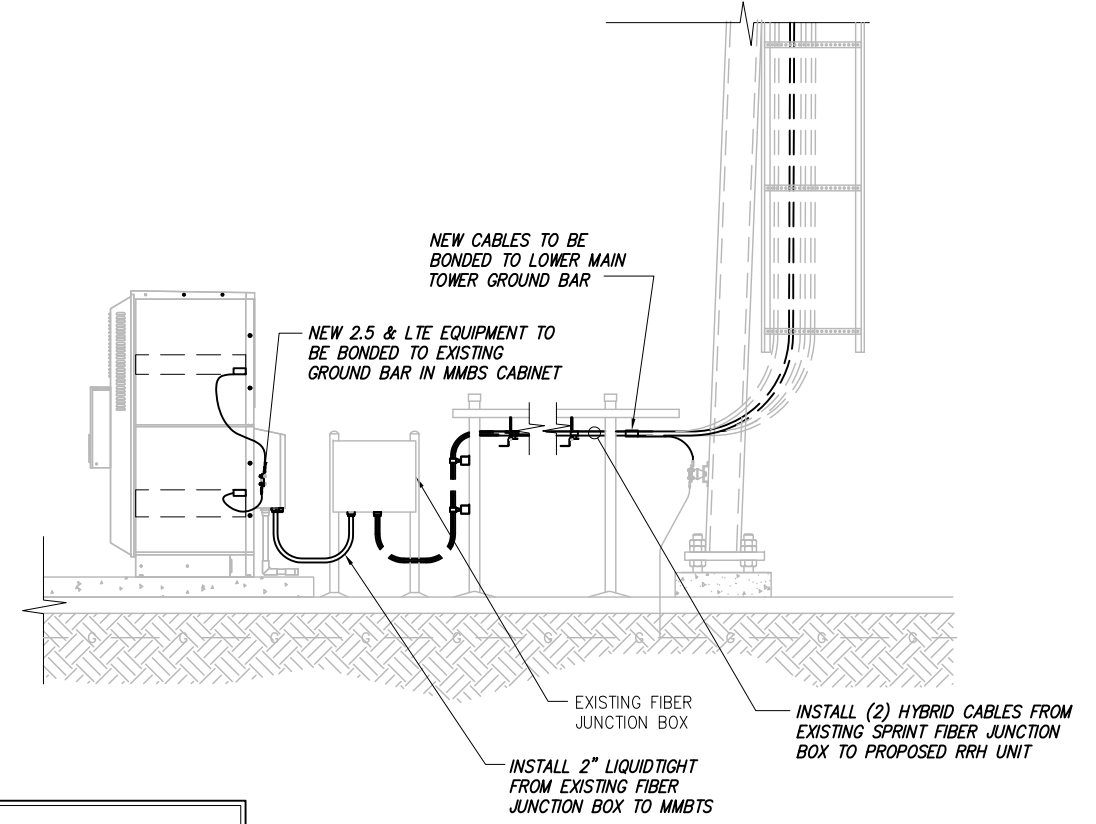 NEW CABLES TO BE
BONDED TO LOWER MAIN
TOWER GROUND BAR
NEW 2.5 & LTE EQUIPMENT TO
BE BONDED TO EXISTING
GROUND BAR IN MMBS CABINET
G G G G G G G G G G
EXISTING FIBER
JUNCTION BOX
INSTALL (2) HYBRID CABLES FROM
EXISTING SPRINT FIBER JUNCTION
BOX TO PROPOSED RRH UNIT
INSTALL 2" LIQUIDTIGHT
FROM EXISTING FIBER
JUNCTION BOX TO MMBTS